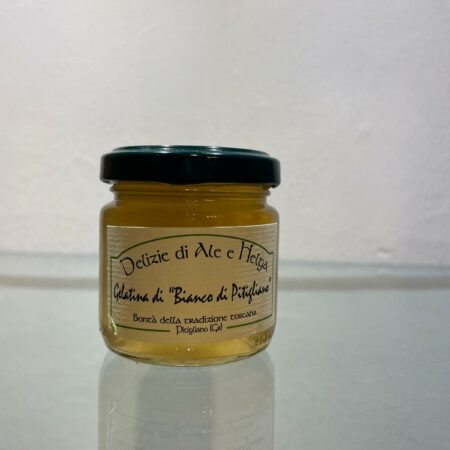 Delizie di Ale e Helga
Gelatina di "Bianco di Pitigliano"
Bontà della tradizione toscana
Pitigliano (Gr)